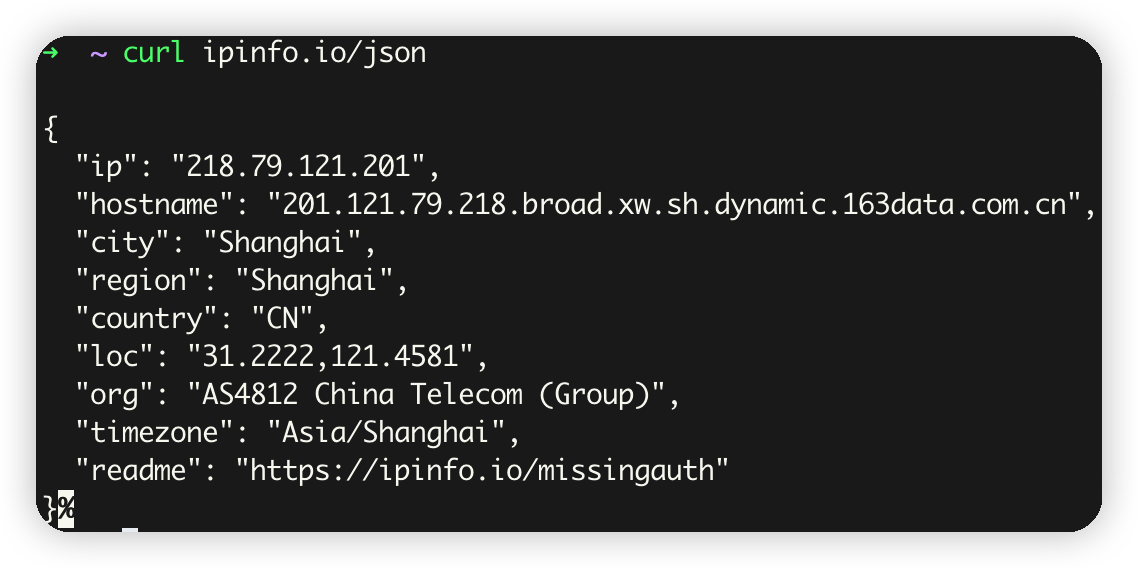 ➜  ~ curl ipinfo.io/json
{
  "ip": "218.79.121.201",
  "hostname": "201.121.79.218.broad.xw.sh.dynamic.163data.com.cn",
  "city": "Shanghai",
  "region": "Shanghai",
  "country": "CN",
  "loc": "31.2222,121.4581",
  "org": "AS4812 China Telecom (Group)",
  "timezone": "Asia/Shanghai",
  "readme": "https://ipinfo.io/missingauth"
}%